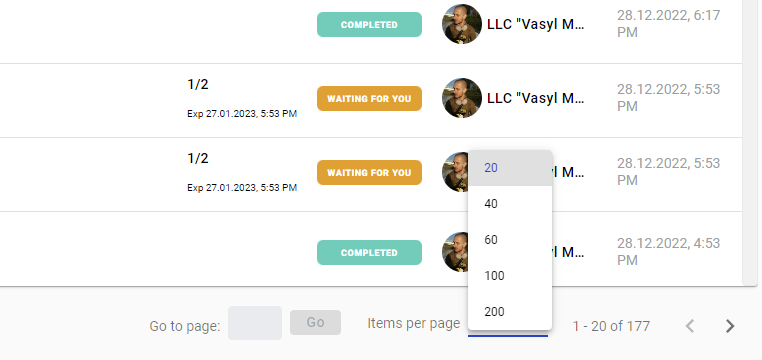 COMPLETED
LLC "Vasyl M...
28.12.2022, 6:17
PM
1/2
Exp 27.01.2023, 5:53 PM
WAITING FOR YOU
LLC "Vasyl M...
28.12.2022, 5:53
PM
1/2
Exp 27.01.2023, 5:53 PM
WAITING FOR YOU
yl M...
28.12.2022, 5:53
PM
COMPLETED
yl M...
28.12.2022, 4:53
PM
20
40
60
100
200
Go to page:
Go
Items per page
1 - 20 of 177